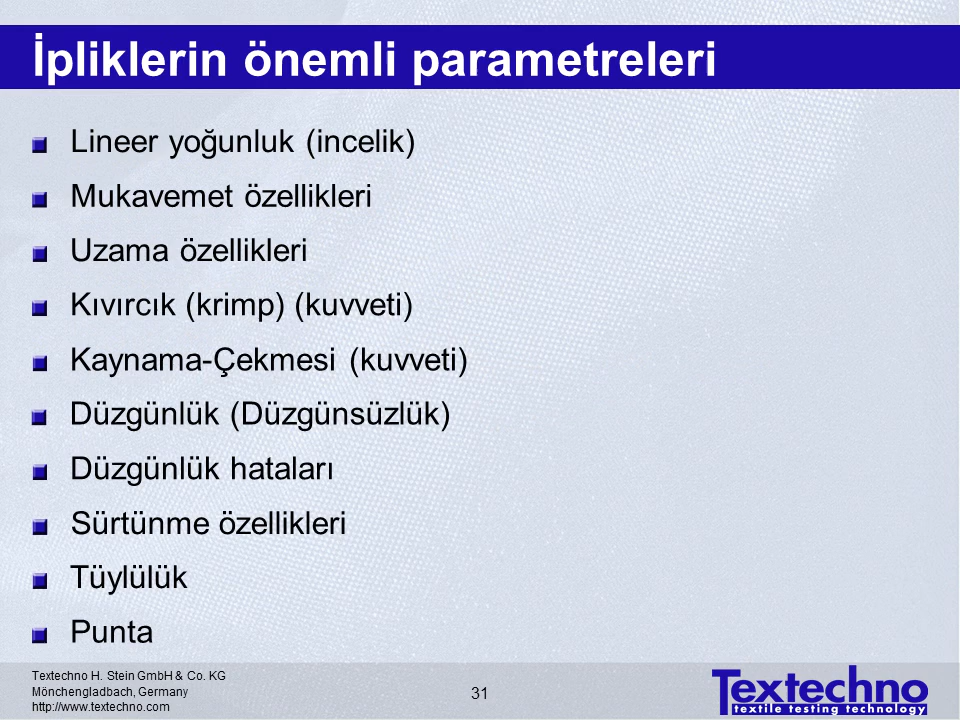 İpliklerin önemli parametreleri
Lineer yoğunluk (incelik)
Mukavemet özellikleri
Uzama özellikleri
Kıvırcık (krimp) (kuvveti)
Kaynama-Çekmesi (kuvveti)
Düzgünlük (Düzgünsüzlük)
Düzgünlük hataları
Sürtünme özellikleri
Tüylülük
Punta
Textechno H. Stein GmbH & Co. KG
Mönchengladbach, Germany
http://www.textechno.com
31
Textechno
textile testing technology